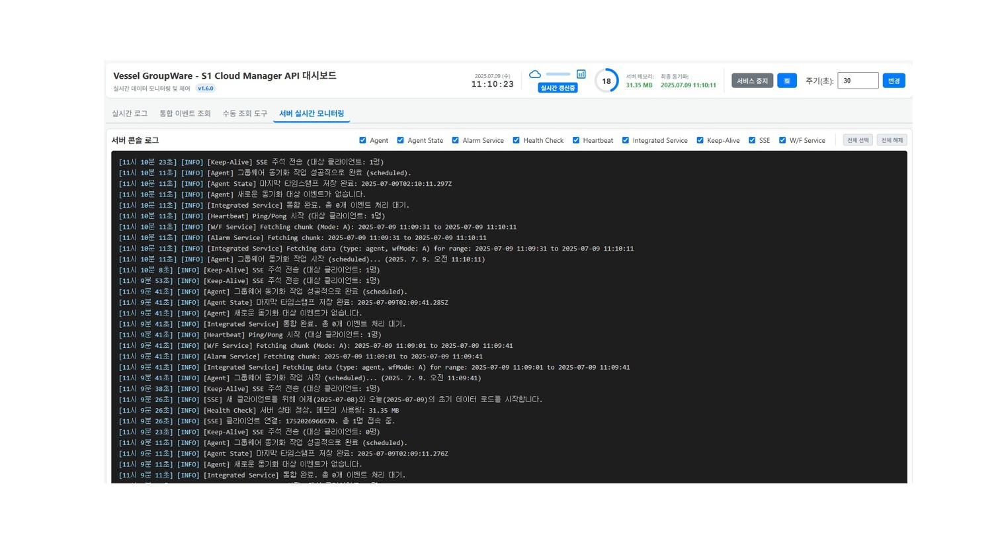 Vessel GroupWare - S1 Cloud Manager API 대시보드
실시간 데이터 모니터링 및 제어 v1.6.0
2025.07.09 (수)
11:10:23
실시간 갱신중
18
서버 메모리: 31.35 MB
최종 동기화: 2025.07.09 11:10:11
서비스 중지
주기(초): 30 변경
실시간 로그 통합 이벤트 조회 수동 조회 도구 서버 실시간 모니터링
서버 콘솔 로그 Agent Agent State Alarm Service Health Check Heartbeat Integrated Service Keep-Alive SSE W/F Service 전체 선택 전체 해제
[11시 10분 23초] [INFO] [Keep-Alive] SSE 주석 전송 (대상 클라이언트: 1명)
[11시 10분 11초] [INFO] [Agent] 그룹웨어 동기화 작업 성공적으로 완료 (scheduled).
[11시 10분 11초] [INFO] [Agent State] 마지막 타임스탬프 저장 완료: 2025-07-09T02:10:11.297Z
[11시 10분 11초] [INFO] [Agent] 새로운 동기화 대상 이벤트가 없습니다.
[11시 10분 11초] [INFO] [Integrated Service] 통합 완료. 총 0개 이벤트 처리 대기.
[11시 10분 11초] [INFO] [Heartbeat] Ping/Pong 시작 (대상 클라이언트: 1명)
[11시 10분 11초] [INFO] [W/F Service] Fetching chunk (Mode: A): 2025-07-09 11:09:31 to 2025-07-09 11:10:11
[11시 10분 11초] [INFO] [Alarm Service] Fetching chunk: 2025-07-09 11:09:31 to 2025-07-09 11:10:11
[11시 10분 11초] [INFO] [Integrated Service] Fetching data (type: agent, wfMode: A) for range: 2025-07-09 11:09:31 to 2025-07-09 11:10:11
[11시 10분 11초] [INFO] [Agent] 그룹웨어 동기화 작업 시작 (scheduled)... (2025. 7. 9. 오전 11:10:11)
[11시 10분 8초] [INFO] [Keep-Alive] SSE 주석 전송 (대상 클라이언트: 1명)
[11시 9분 53초] [INFO] [Keep-Alive] SSE 주석 전송 (대상 클라이언트: 1명)
[11시 9분 41초] [INFO] [Agent] 그룹웨어 동기화 작업 성공적으로 완료 (scheduled).
[11시 9분 41초] [INFO] [Agent State] 마지막 타임스탬프 저장 완료: 2025-07-09T02:09:41.285Z
[11시 9분 41초] [INFO] [Agent] 새로운 동기화 대상 이벤트가 없습니다.
[11시 9분 41초] [INFO] [Integrated Service] 통합 완료. 총 0개 이벤트 처리 대기.
[11시 9분 41초] [INFO] [Heartbeat] Ping/Pong 시작 (대상 클라이언트: 1명)
[11시 9분 41초] [INFO] [W/F Service] Fetching chunk (Mode: A): 2025-07-09 11:09:01 to 2025-07-09 11:09:41
[11시 9분 41초] [INFO] [Alarm Service] Fetching chunk: 2025-07-09 11:09:01 to 2025-07-09 11:09:41
[11시 9분 41초] [INFO] [Integrated Service] Fetching data (type: agent, wfMode: A) for range: 2025-07-09 11:09:01 to 2025-07-09 11:09:41
[11시 9분 41초] [INFO] [Agent] 그룹웨어 동기화 작업 시작 (scheduled)... (2025. 7. 9. 오전 11:09:41)
[11시 9분 38초] [INFO] [Keep-Alive] SSE 주석 전송 (대상 클라이언트: 1명)
[11시 9분 26초] [INFO] [SSE] 새 클라이언트를 위해 어제(2025-07-08)와 오늘(2025-07-09)의 초기 데이터 로드를 시작합니다.
[11시 9분 26초] [INFO] [Health Check] 서버 상태 정상. 메모리 사용량: 31.35 MB
[11시 9분 26초] [INFO] [SSE] 클라이언트 연결: 1752026966570. 총 1명 접속 중.
[11시 9분 23초] [INFO] [Keep-Alive] SSE 주석 전송 (대상 클라이언트: 0명)
[11시 9분 11초] [INFO] [Agent] 그룹웨어 동기화 작업 성공적으로 완료 (scheduled).
[11시 9분 11초] [INFO] [Agent State] 마지막 타임스탬프 저장 완료: 2025-07-09T02:09:11.276Z
[11시 9분 11초] [INFO] [Agent] 새로운 동기화 대상 이벤트가 없습니다.
[11시 9분 11초] [INFO] [Integrated Service] 통합 완료. 총 0개 이벤트 처리 대기.